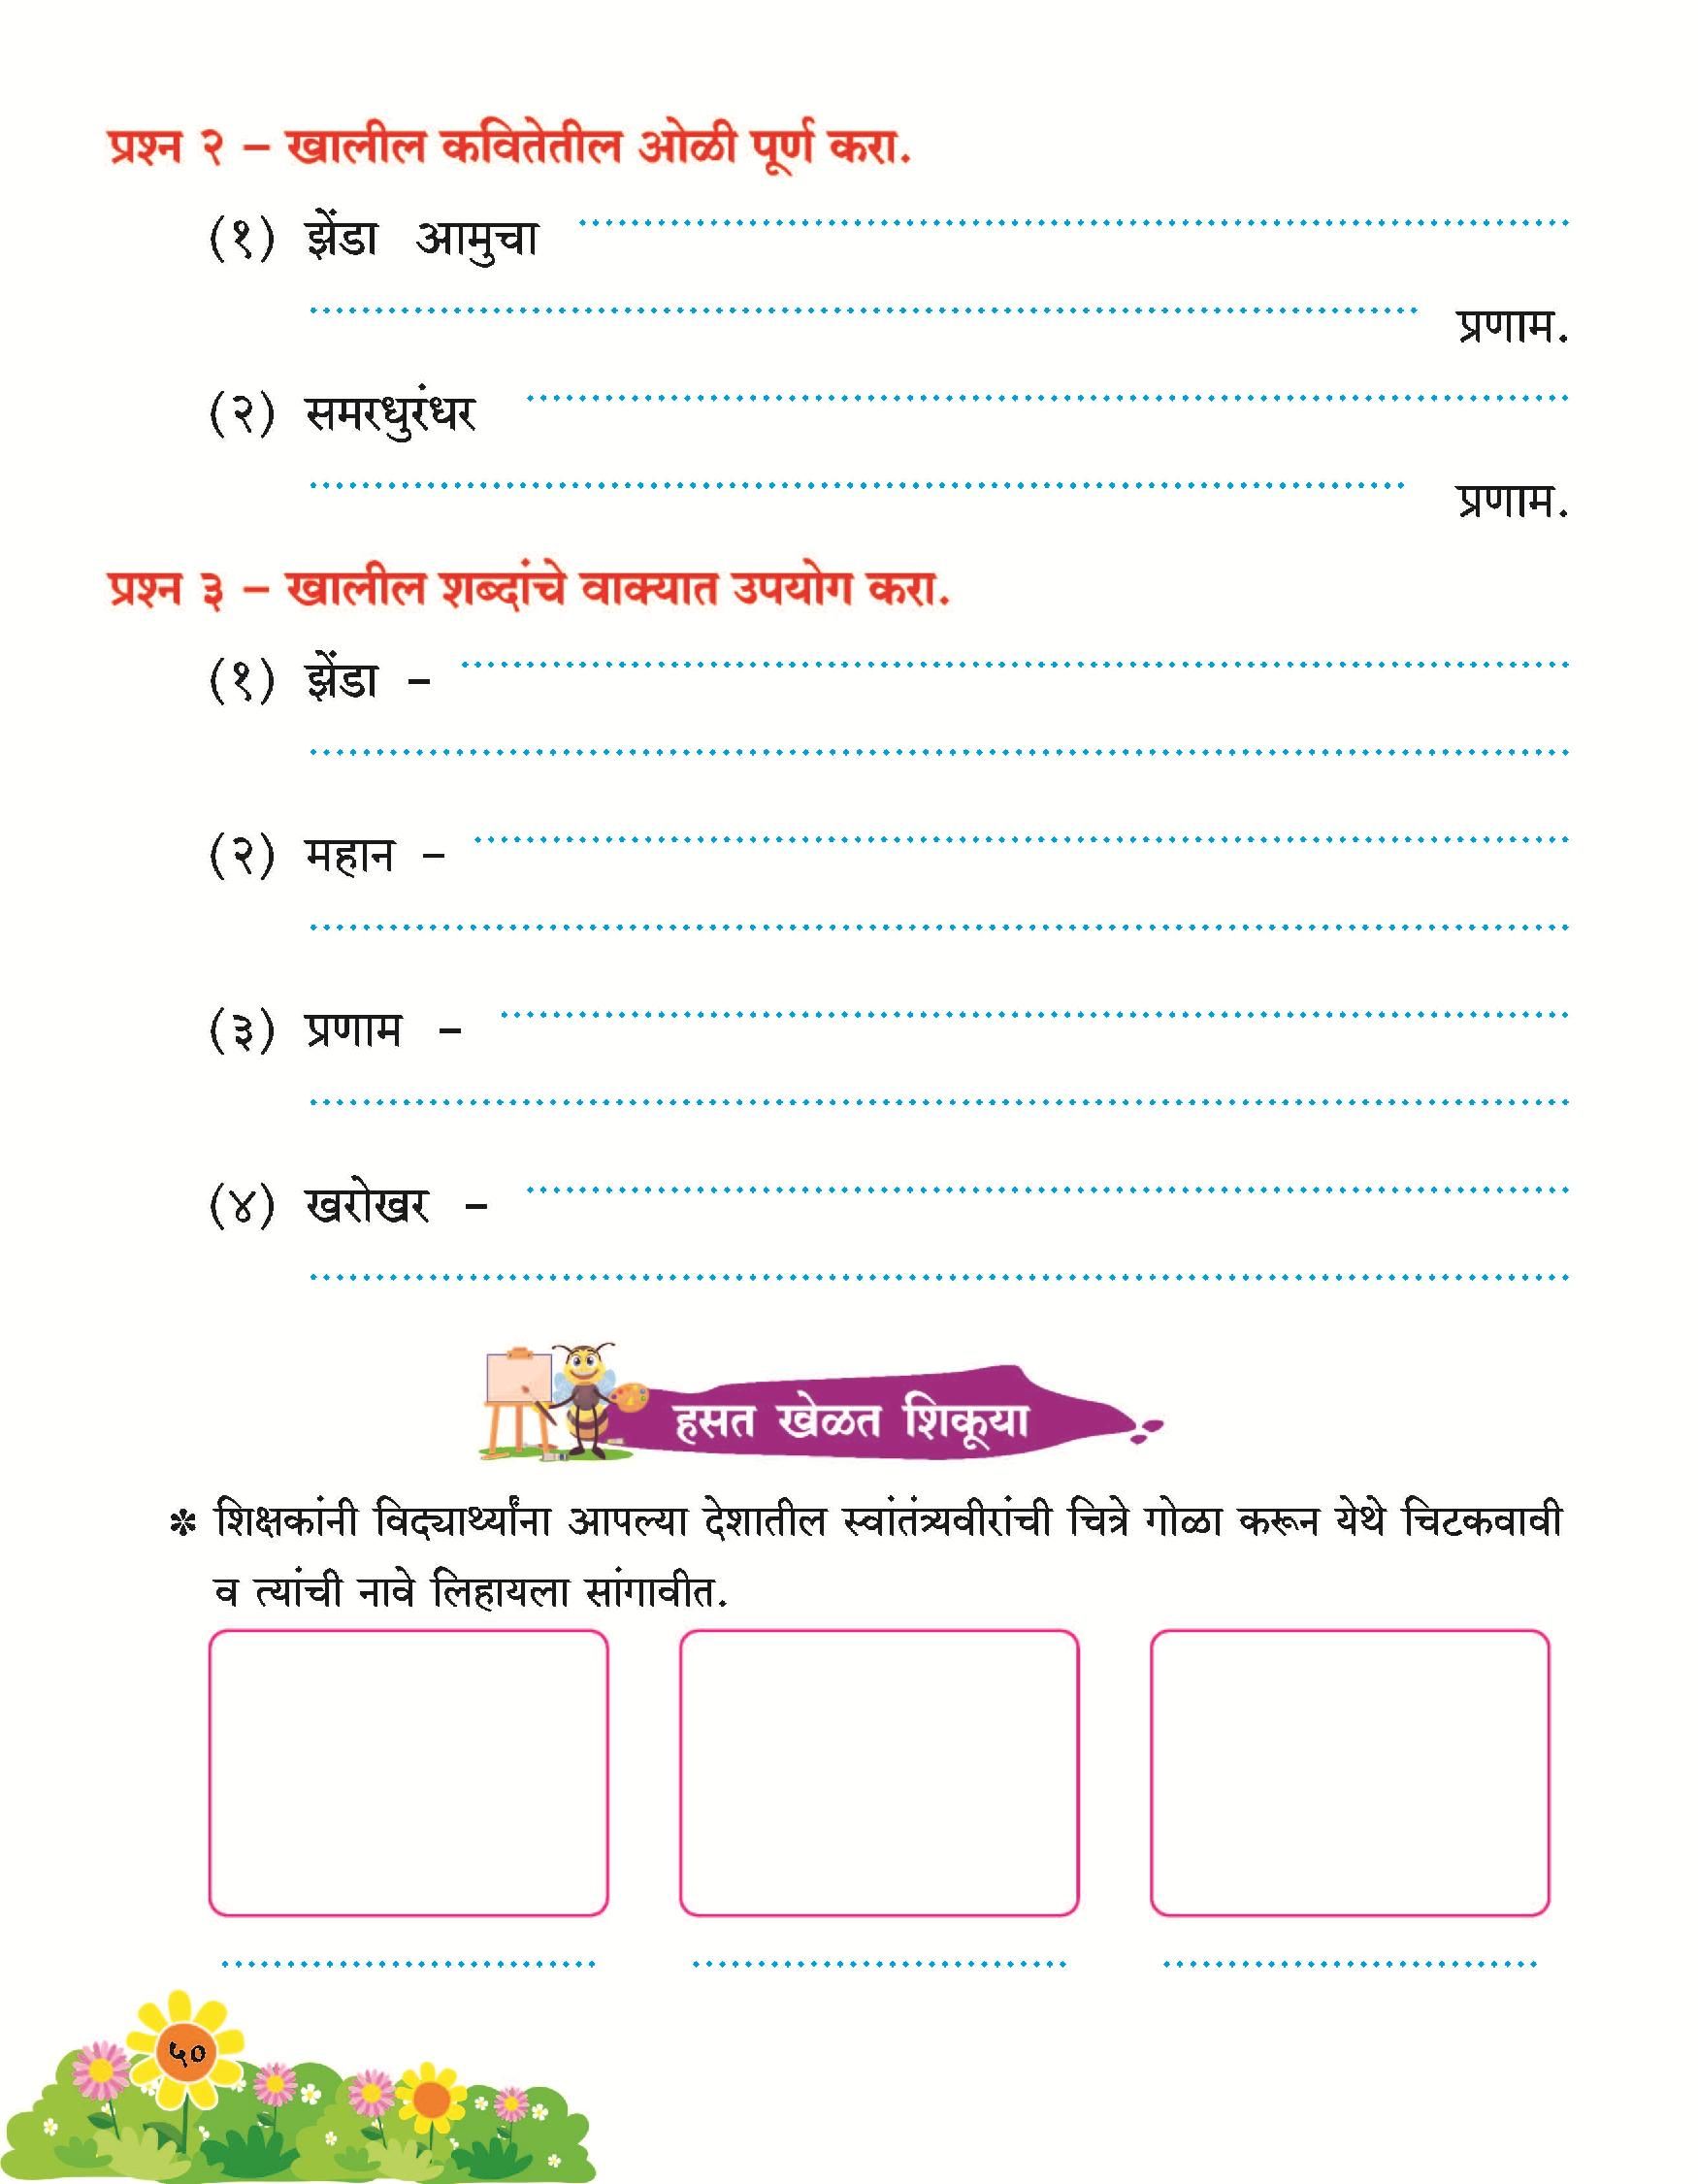 प्रश्न २ – खालील कवितेतील ओळी पूर्ण करा.
(१) झेंडा आमुचा
प्रणाम.
(२) समरधुरंधर
प्रणाम.
प्रश्न ३ – खालील शब्दांचे वाक्यात उपयोग करा.
(१) झेंडा –
(२) महान –
(३) प्रणाम –
(४) खरोखर –
हसत खेळत शिकूया
✽ शिक्षकांनी विद्यार्थ्यांना आपल्या देशातील स्वांतंत्र्यवीरांची चित्रे गोळा करून येथे चिटकवावी
व त्यांची नावे लिहायला सांगावीत.
५०